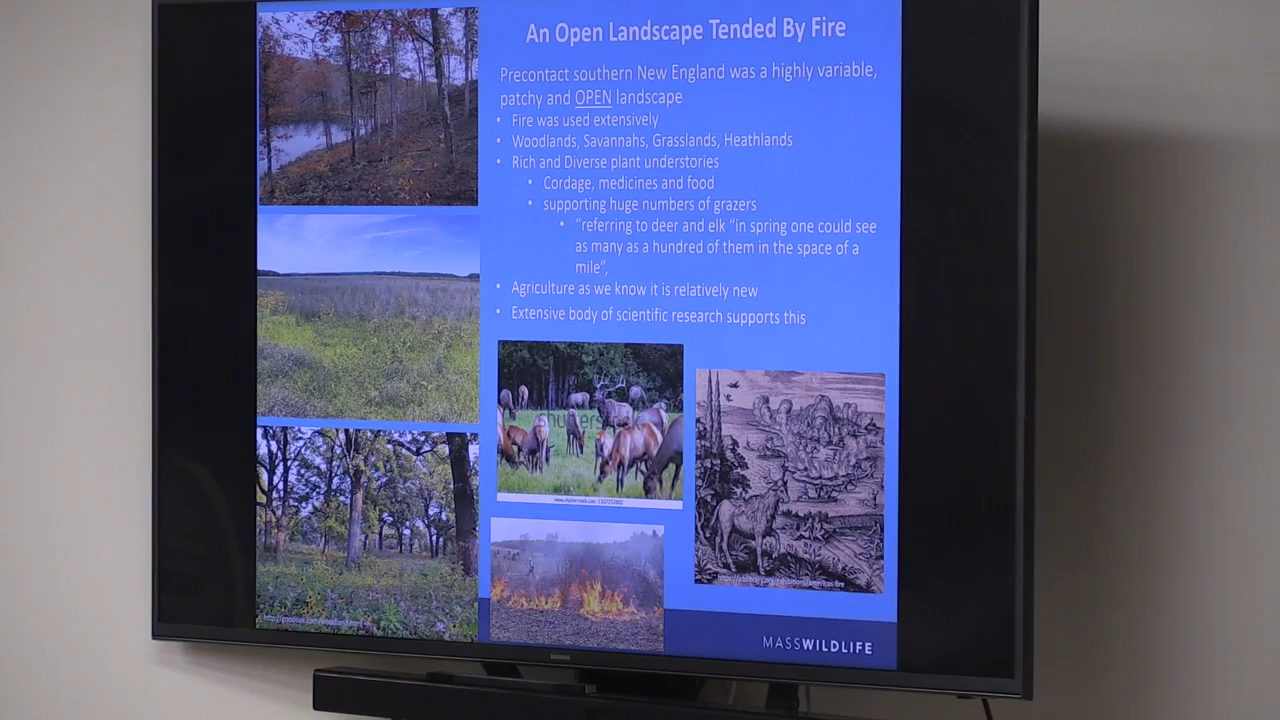 An Open Landscape Tended By Fire
Precontact southern New England was a highly variable,
patchy and OPEN landscape
• Fire was used extensively
• Woodlands, Savannahs, Grasslands, Heathlands
• Rich and Diverse plant understories
• Cordage, medicines and food
• supporting huge numbers of grazers
• “referring to deer and elk “in spring one could see
as many as a hundred of them in the space of a
mile”,
• Agriculture as we know it is relatively new
• Extensive body of scientific research supports this
MASSWILDLIFE
SAMSUNG